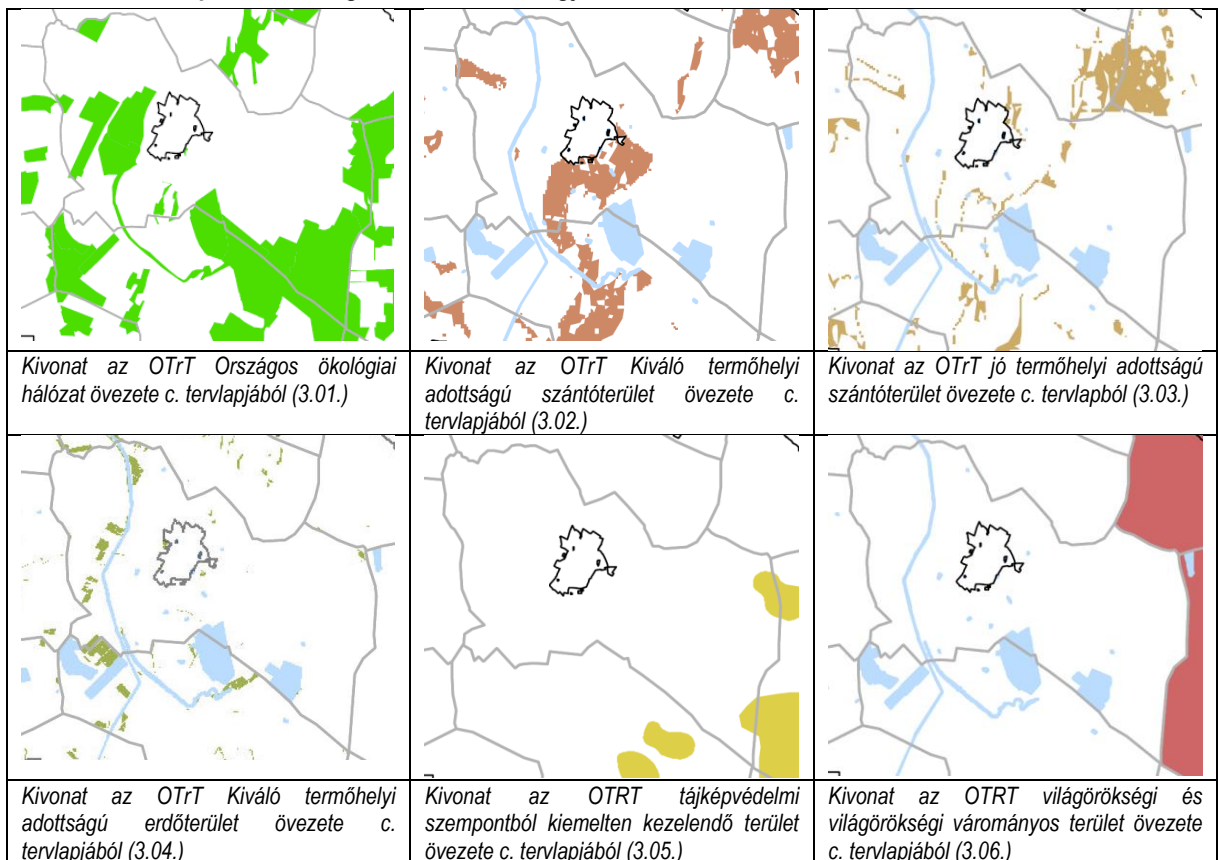 Kivonat az OTrT Országos ökológiai
hálózat övezete c. tervlapjából (3.01.)
Kivonat az OTrT Kiváló termőhelyi
adottságú szántóterület övezete c.
tervlapjából (3.02.)
Kivonat az OTrT jó termőhelyi adottságú
szántóterület övezete c. tervlapból (3.03.)
Kivonat az OTrT Kiváló termőhelyi
adottságú erdőterület övezete c.
tervlapjából (3.04.)
Kivonat az OTRT tájképvédelmi
szempontból kiemelten kezelendő terület
övezete c. tervlapjából (3.05.)
Kivonat az OTRT világörökségi és
világörökségi várományos terület övezete
c. tervlapjából (3.06.)